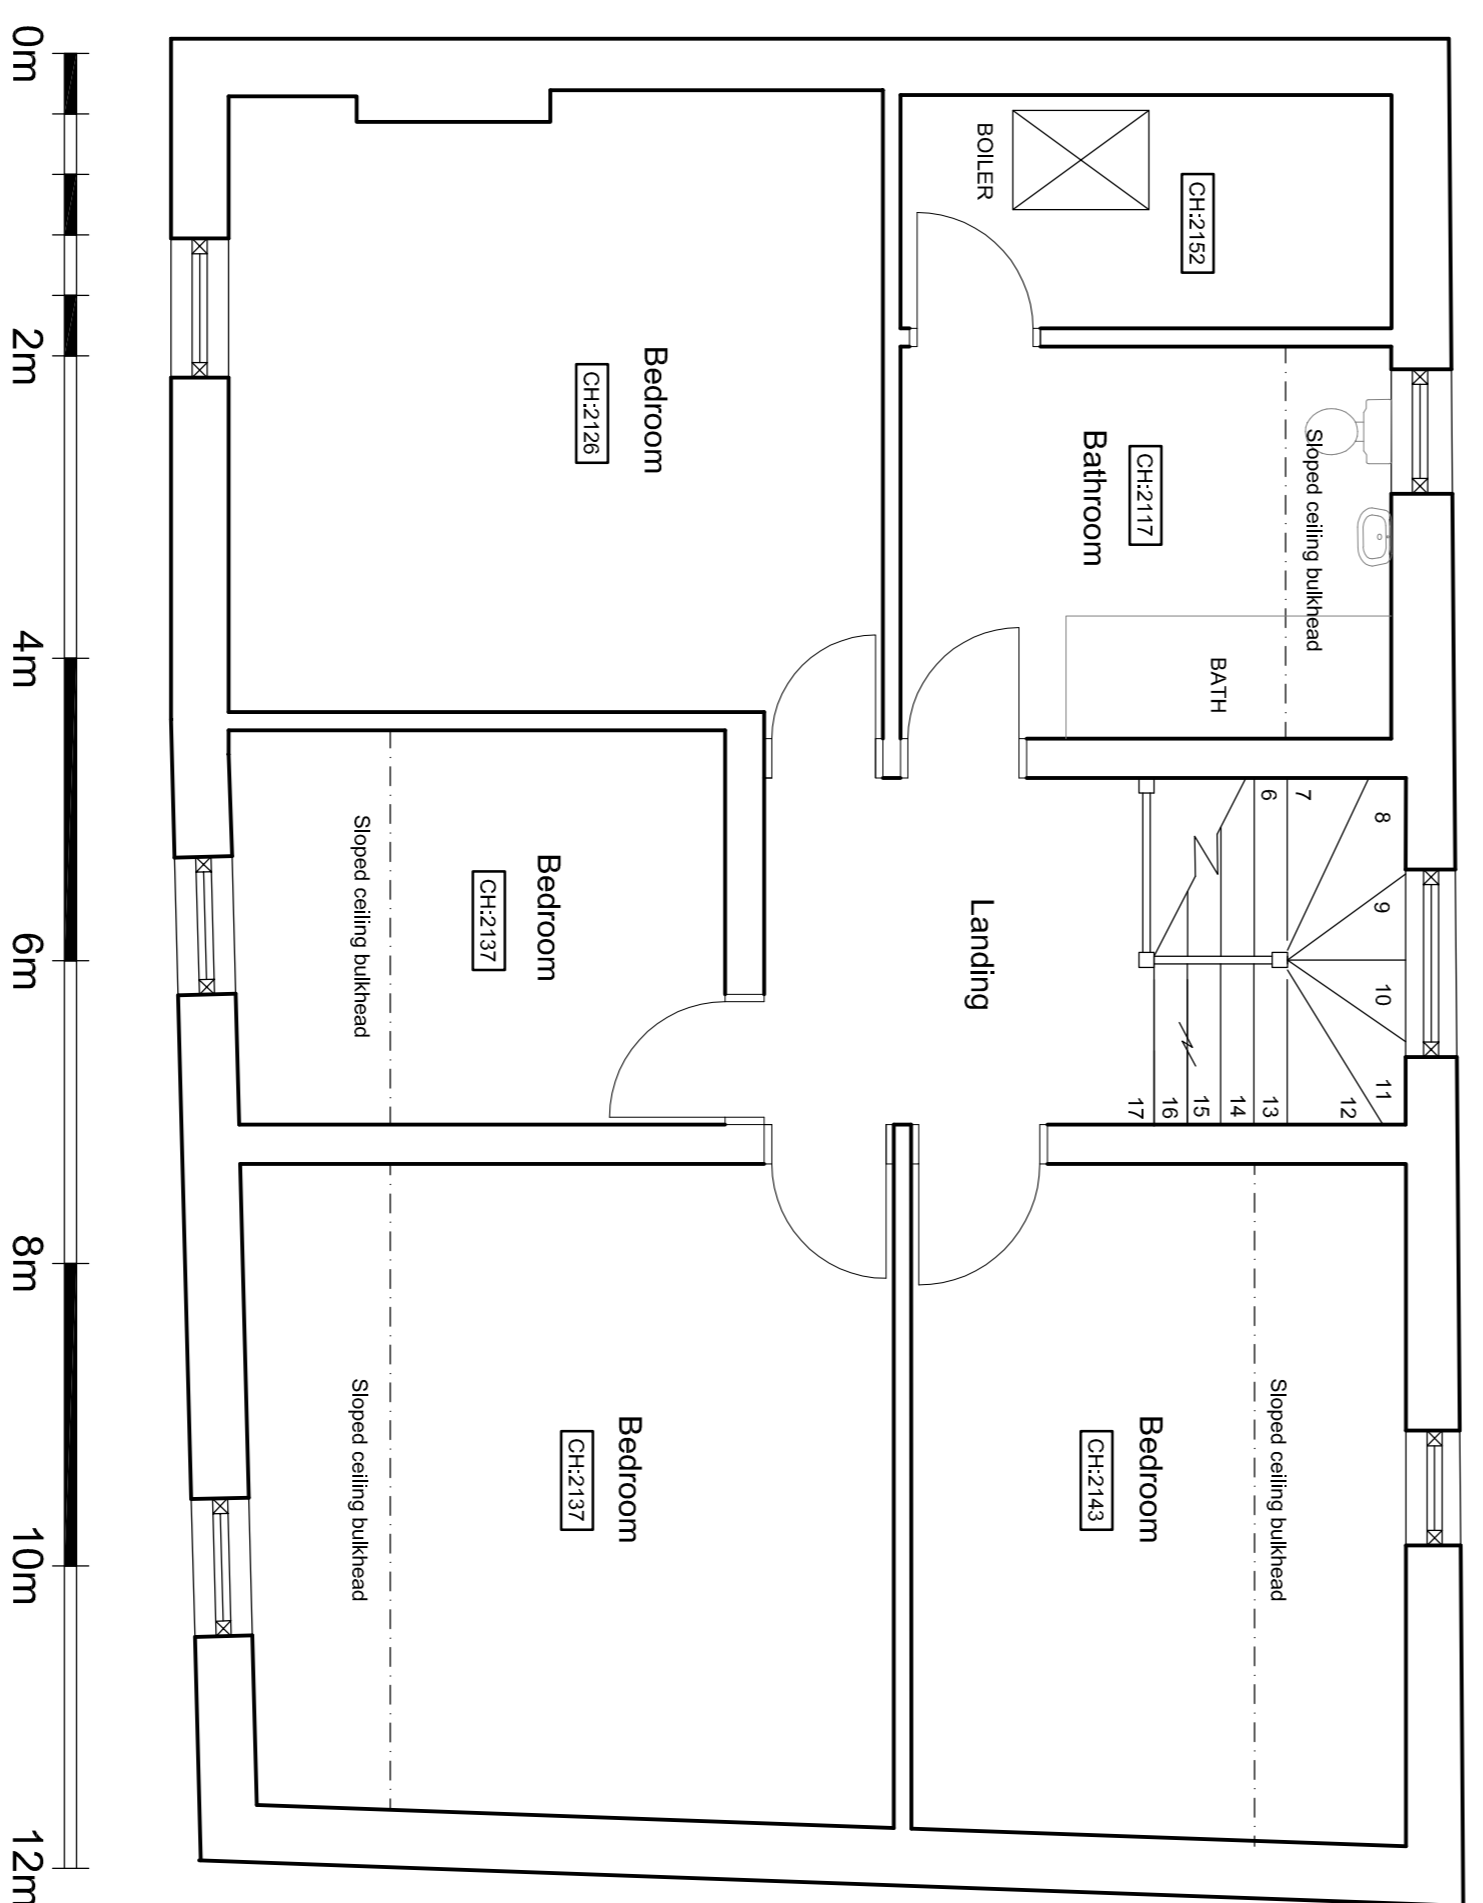 BOILER
CH:2152
Bathroom
CH:2117
Sloped ceiling bulkhead
BATH
Bedroom
CH:2126
Bedroom
CH:2137
Sloped ceiling bulkhead
Landing
6
7
8
9
10
11
12
13
14
15
16
17
Sloped ceiling bulkhead
Bedroom
CH:2143
Bedroom
CH:2137
Sloped ceiling bulkhead
0m
2m
4m
6m
8m
10m
12m